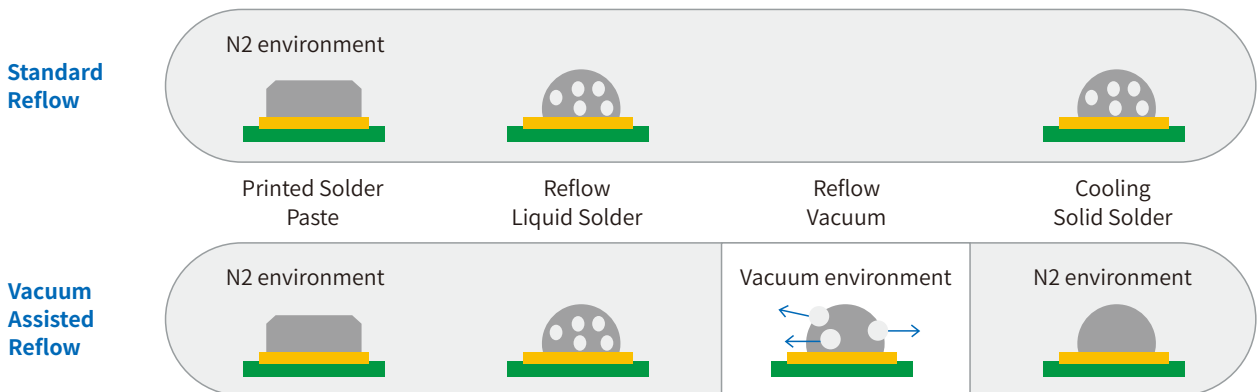 N2 environment
Standard
Reflow
Printed Solder
Paste
Reflow
Liquid Solder
Reflow
Vacuum
Cooling
Solid Solder
N2 environment
Vacuum environment
N2 environment
Vacuum
Assisted
Reflow